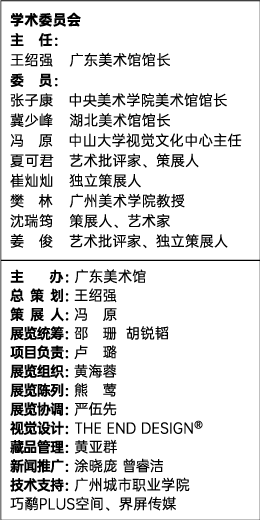 学术委员会
主　任：
王绍强　广东美术馆馆长
委　员：
张子康　中央美术学院美术馆馆长
冀少峰　湖北美术馆馆长
冯　原　中山大学视觉文化中心主任
夏可君　艺术批评家、策展人
崔灿灿　独立策展人
樊　林　广州美术学院教授
沈瑞筠　策展人、艺术家
姜　俊　艺术批评家、独立策展人
主　　办：广东美术馆
总 策 划：王绍强
策 展 人：冯　原
展览统筹：邵　珊 胡锐韬
项目负责：卢　璐
展览组织：黄海蓉
展览陈列：熊　莺
展览协调：严伍先
视觉设计：THE END DESIGN®
藏品管理：黄亚群
新闻推广：涂晓庞 曾睿洁
技术支持：广州城市职业学院
巧鹬PLUS空间、界屏传媒